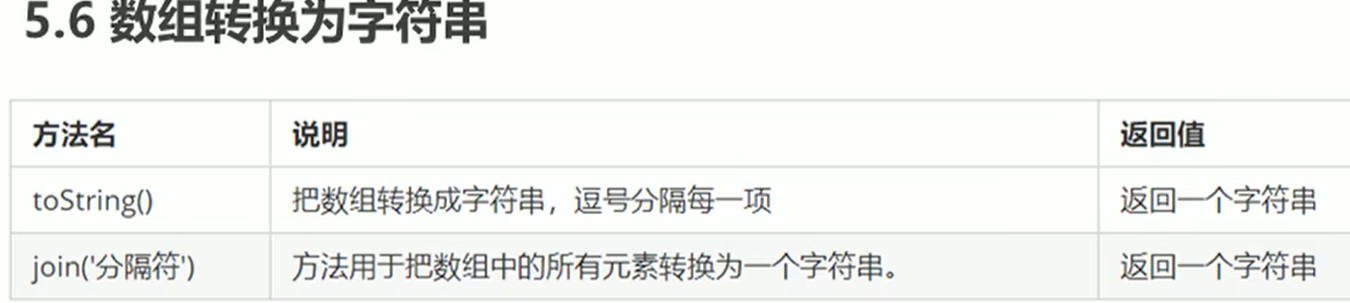 5.6 数组转换为字符串
方法名 说明 返回值
toString() 把数组转换成字符串，逗号分隔每一项 返回一个字符串
join('分隔符') 方法用于把数组中的所有元素转换为一个字符串。 返回一个字符串